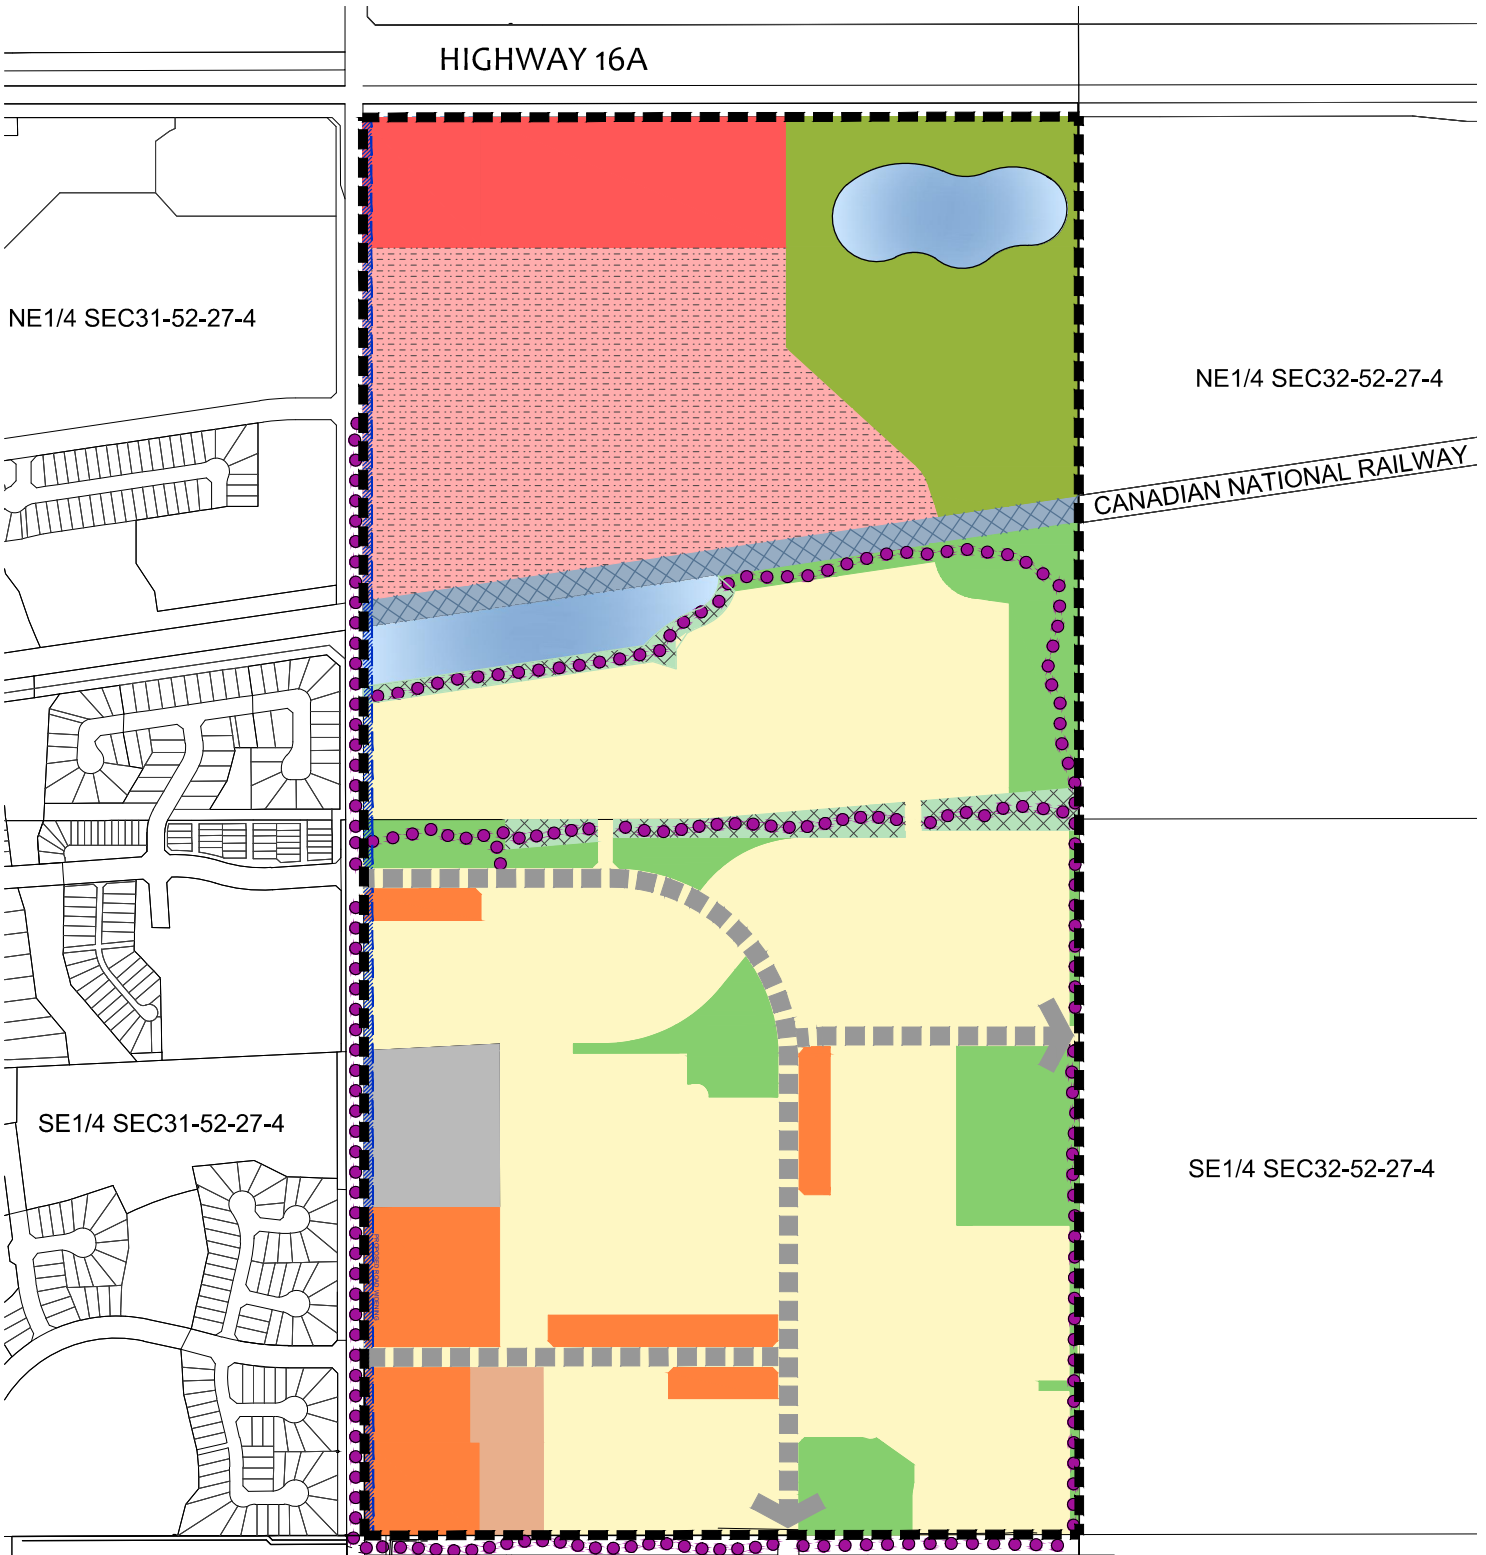 HIGHWAY 16A
NE1/4 SEC31-52-27-4
NE1/4 SEC32-52-27-4
CANADIAN NATIONAL RAILWAY
SE1/4 SEC31-52-27-4
SE1/4 SEC32-52-27-4